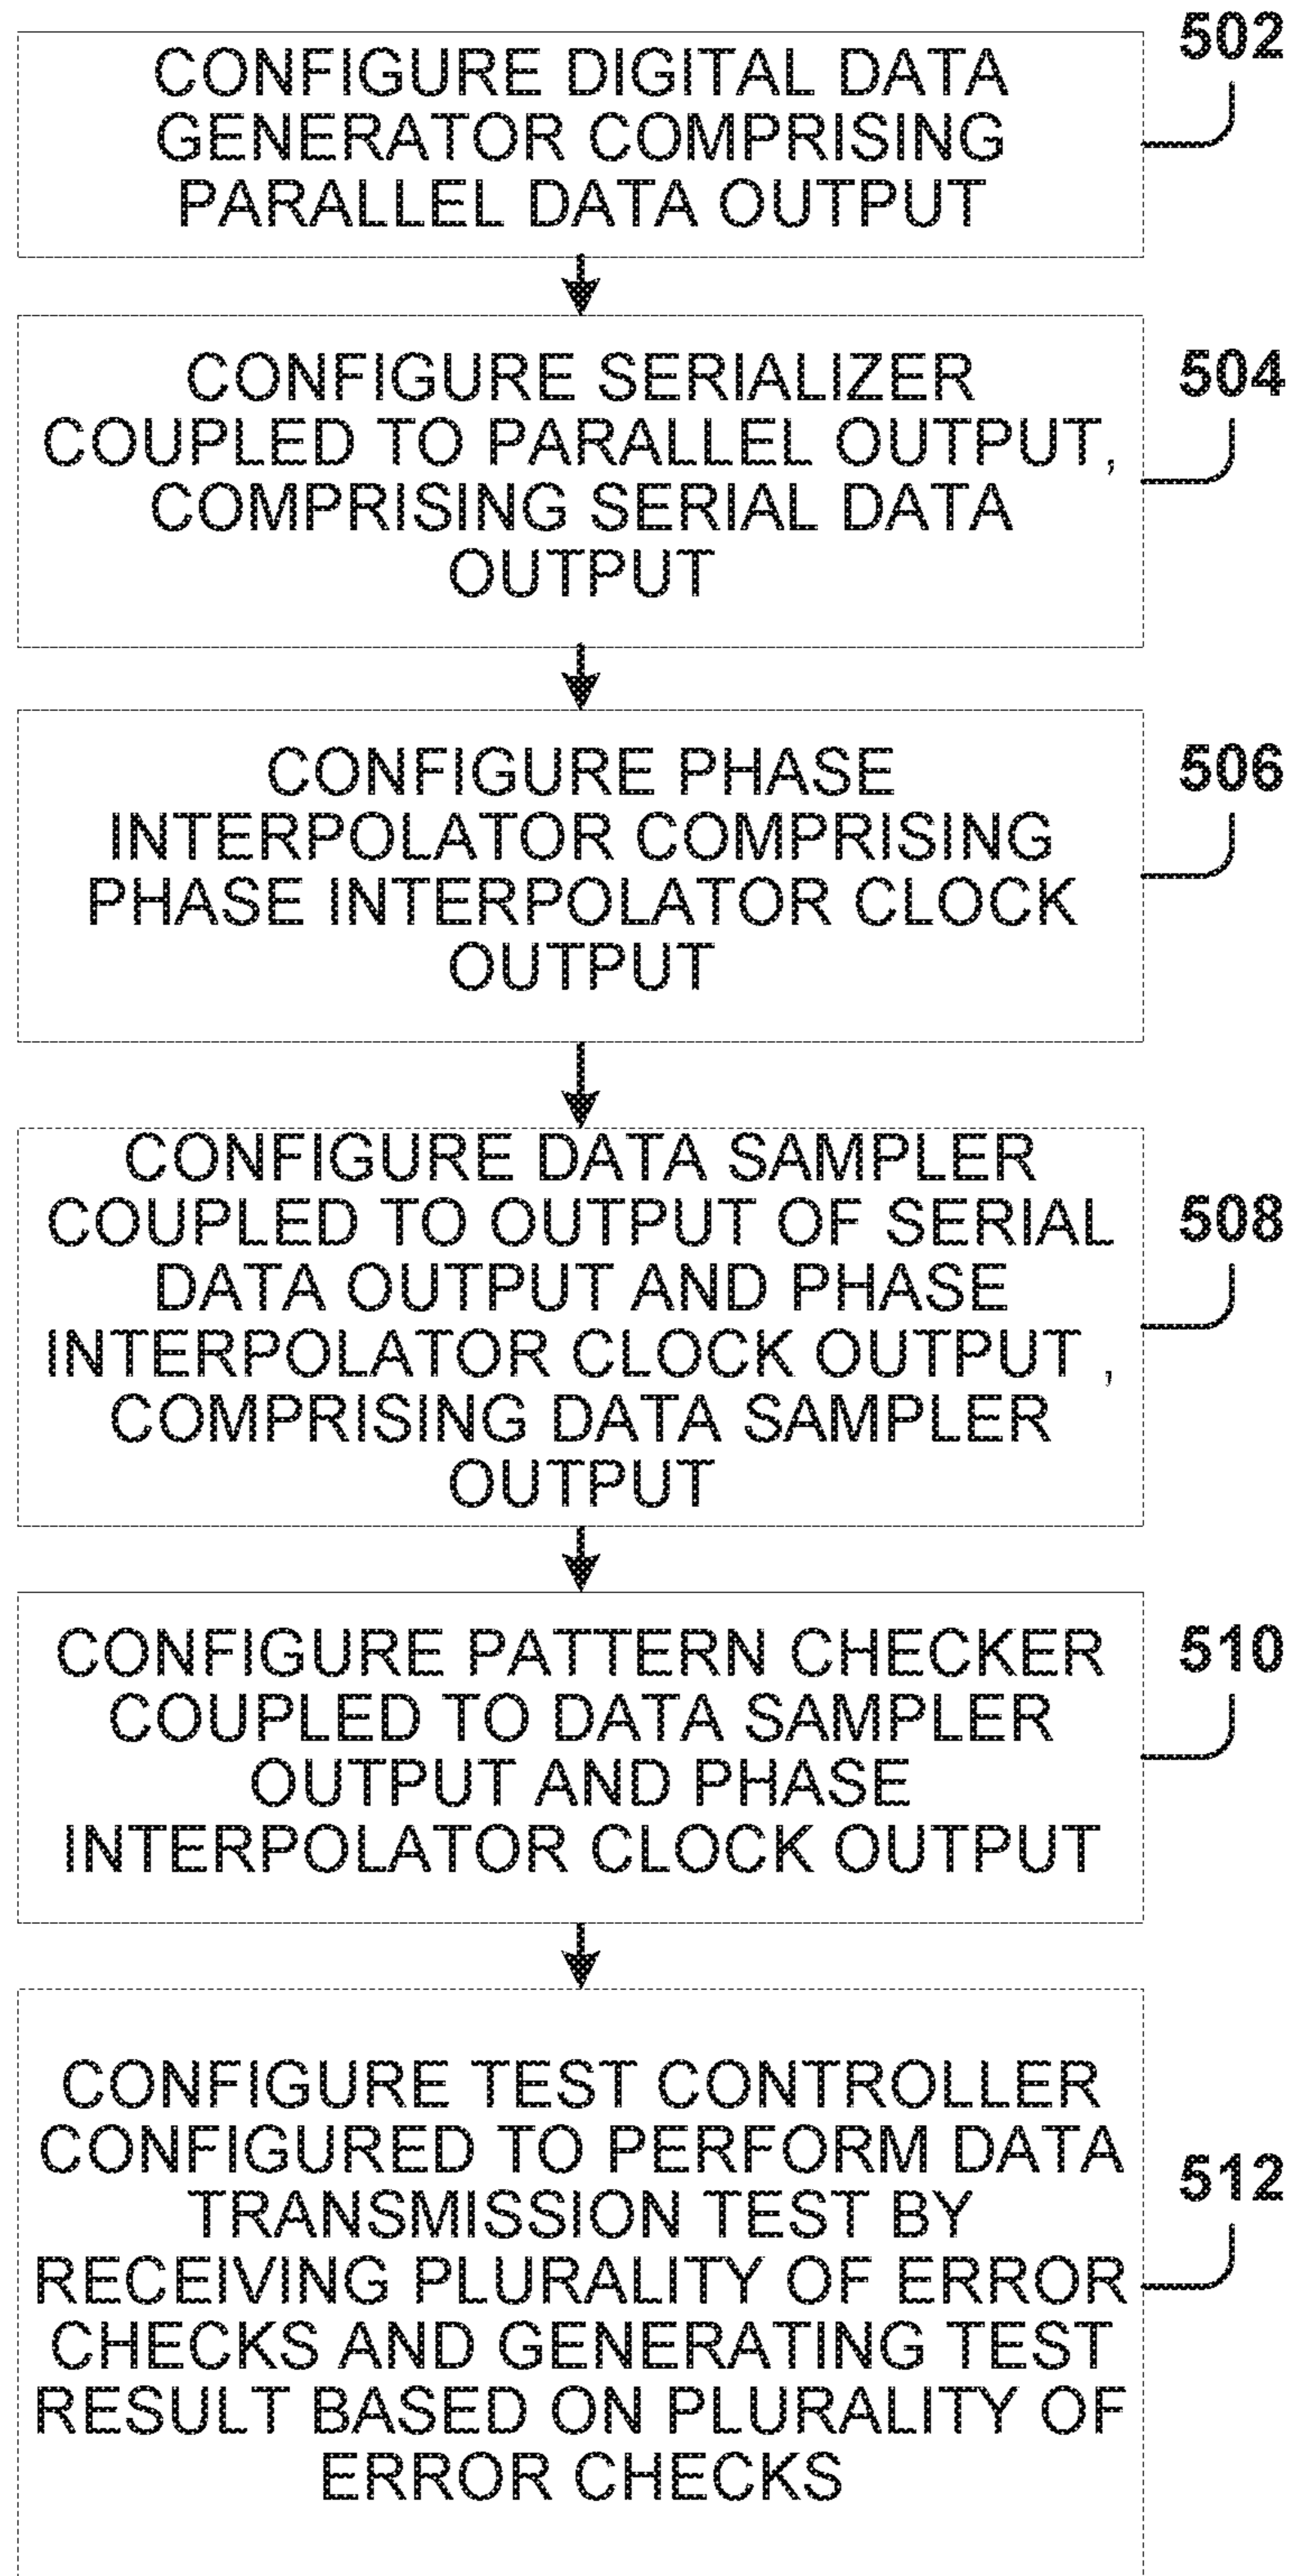 502
CONFIGURE DIGITAL DATA
GENERATOR COMPRISING
PARALLEL DATA OUTPUT
504
CONFIGURE SERIALIZER
COUPLED TO PARALLEL OUTPUT,
COMPRISING SERIAL DATA
OUTPUT
506
CONFIGURE PHASE
INTERPOLATOR COMPRISING
PHASE INTERPOLATOR CLOCK
OUTPUT
508
CONFIGURE DATA SAMPLER
COUPLED TO OUTPUT OF SERIAL
DATA OUTPUT AND PHASE
INTERPOLATOR CLOCK OUTPUT ,
COMPRISING DATA SAMPLER
OUTPUT
510
CONFIGURE PATTERN CHECKER
COUPLED TO DATA SAMPLER
OUTPUT AND PHASE
INTERPOLATOR CLOCK OUTPUT
512
CONFIGURE TEST CONTROLLER
CONFIGURED TO PERFORM DATA
TRANSMISSION TEST BY
RECEIVING PLURALITY OF ERROR
CHECKS AND GENERATING TEST
RESULT BASED ON PLURALITY OF
ERROR CHECKS